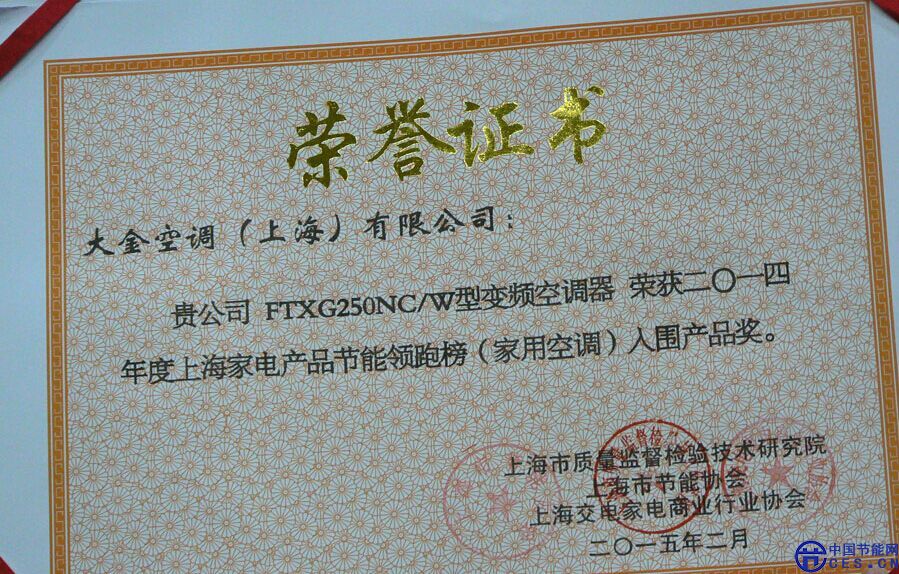 荣誉证书
大金空调（上海）有限公司：
贵公司 FTXG250NC/W型变频空调器 荣获二〇一四
年度上海家电产品节能领跑榜（家用空调）入围产品奖。
上海市质量监督检验技术研究院
上海市节能协会
上海交电家电商业行业协会
二〇一五年二月
中国节能网
CES.CN